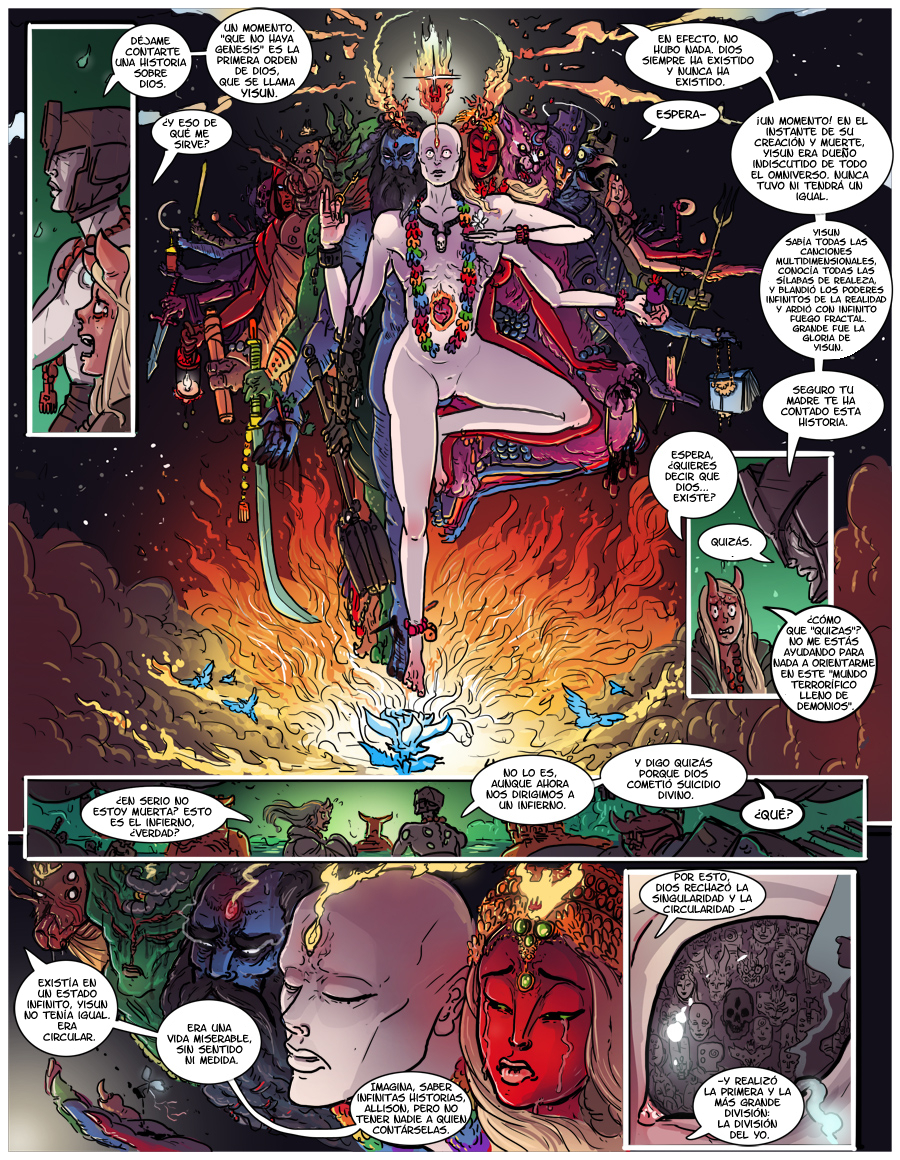 DÉJAME
CONTARTE
UNA HISTORIA
SOBRE
DIOS.
UN MOMENTO.
"QUE NO HAYA
GENESIS" ES LA
PRIMERA ORDEN
DE DIOS,
QUE SE LLAMA
YISUN.
¿Y ESO DE
QUÉ ME
SIRVE?
EN EFECTO, NO
HUBO NADA. DIOS
SIEMPRE HA EXISTIDO
Y NUNCA HA
EXISTIDO.
ESPERA-
¡UN MOMENTO! EN EL
INSTANTE DE SU
CREACIÓN Y MUERTE,
YISUN ERA DUEÑO
INDISCUTIDO DE TODO
EL OMNIVERSO. NUNCA
TUVO NI TENDRÁ UN
IGUAL.
YISUN
SABÍA TODAS LAS
CANCIONES
MULTIDIMENSIONALES,
CONOCÍA TODAS LAS
SÍLABAS DE REALEZA,
Y BLANDIÓ LOS PODERES
INFINITOS DE LA REALIDAD
Y ARDIÓ CON INFINITO
FUEGO FRACTAL.
GRANDE FUE LA
GLORIA DE
YISUN.
SEGURO TU
MADRE TE HA
CONTADO ESTA
HISTORIA.
ESPERA,
¿QUIERES
DECIR QUE
DIOS...
EXISTE?
QUIZÁS.
.
¿CÓMO
QUE "QUIZAS"?
NO ME ESTÁS
AYUDANDO PARA
NADA A ORIENTARME
EN ESTE "MUNDO
TERRORÍFICO
LLENO DE
DEMONIOS".
¿EN SERIO NO
ESTOY MUERTA? ESTO
ES EL INFIERNO,
¿VERDAD?
NO LO ES,
AUNQUE AHORA
NOS DIRIGIMOS A
UN INFIERNO.
Y DIGO QUIZÁS
PORQUE DIOS
COMETIÓ SUICIDIO
DIVINO.
¿QUÉ?
EXISTÍA EN
UN ESTADO
INFINITO, YISUN
NO TENÍA IGUAL.
ERA
CIRCULAR.
ERA UNA
VIDA MISERABLE,
SIN SENTIDO
NI MEDIDA.
IMAGINA, SABER
INFINITAS HISTORIAS,
ALLISON, PERO NO
TENER NADIE A QUIEN
CONTÁRSELAS.
POR ESTO,
DIOS RECHAZÓ LA
SINGULARIDAD Y LA
CIRCULARIDAD -
-Y REALIZÓ
LA PRIMERA Y LA
MÁS GRANDE
DIVISIÓN:
LA DIVISIÓN
DEL YO.